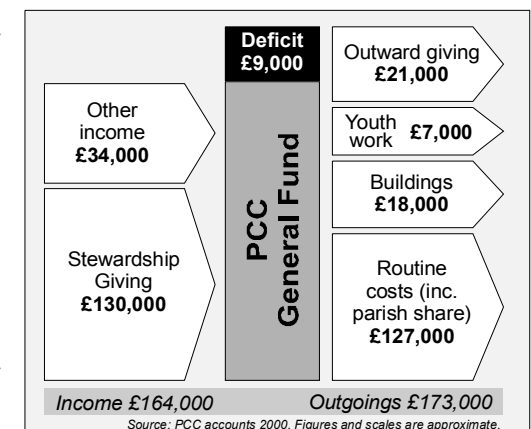 Deficit
£9,000
Other
income
£34,000
Stewardship
Giving
£130,000
PCC
General Fund
Outward giving
£21,000
Youth
work £7,000
Buildings
£18,000
Routine
costs (inc.
parish share)
£127,000
Income £164,000 Outgoings £173,000
Source: PCC accounts 2000. Figures and scales are approximate.